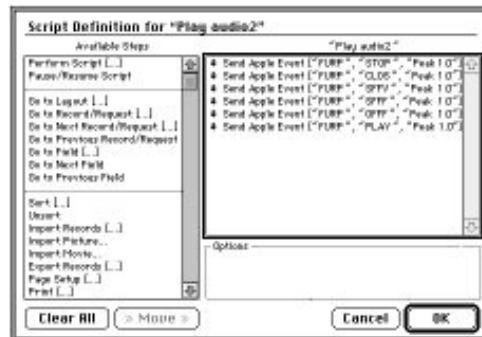 Script Definition for "Play audio2"
Available Steps
Perform Script [...]
Pause/Resume Script
Go to Layout [...]
Go to Record/Request [...]
Go to Next Record/Request [...]
Go to Previous Record/Request
Go to Field [...]
Go to Next Field
Go to Previous Field
Sort [...]
Unsort
Import Records [...]
Import Picture...
Import Movie...
Export Records [...]
Page Setup [...]
Print [...]
"Play audio2"
Send Apple Event ["FURP", "STOP", "Peak 1.0"]
Send Apple Event ["FURP", "CLOS", "Peak 1.0"]
Send Apple Event ["FURP", "Peak 1.0"]
Send Apple Event ["FURP", "Peak 1.0"]
Send Apple Event ["FURP", "Peak 1.0"]
Send Apple Event ["FURP", "PLAY", "Peak 1.0"]
Options
Clear All
» Move »
Cancel
OK